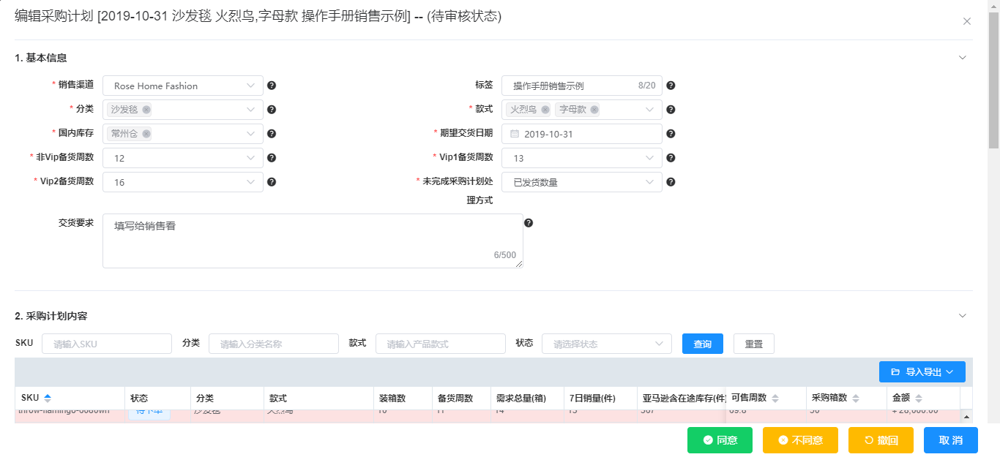 编辑采购计划 [2019-10-31 沙发毯 火烈鸟,字母款 操作手册销售示例] -- (待审核状态)
1. 基本信息
* 销售渠道 Rose Home Fashion 标签 操作手册销售示例 8/20
* 分类 沙发毯 * 款式 火烈鸟 字母款
* 国内库存 常州仓 * 期望交货日期 2019-10-31
* 非Vip备货周数 12 * Vip1备货周数 13
* Vip2备货周数 16 * 未完成采购计划处理方式 已发货数量
交货要求 填写给销售看
6/500
2. 采购计划内容
SKU 请输入SKU 分类 请输入分类名称 款式 请输入产品款式 状态 请选择状态 查询 重置
导入导出
SKU 状态 分类 款式 装箱数 备货周数 需求总量(箱) 7日销量(件) 亚马逊含在途库存(件) 可售周数 采购箱数 金额
待下单 沙发毯 火烈鸟
同意 不同意 撤回 取 消